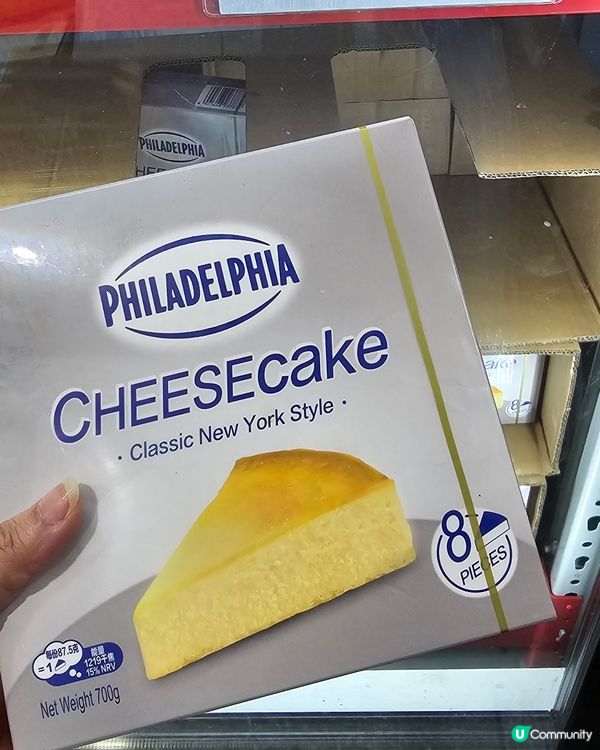 PHILADELPHIA
PHILADELPHIA
CHEESEcake
· Classic New York Style ·
8
PIECES
每份87.5克
=1
能量
1219千焦
15% NRV
Net Weight 700g
U Community